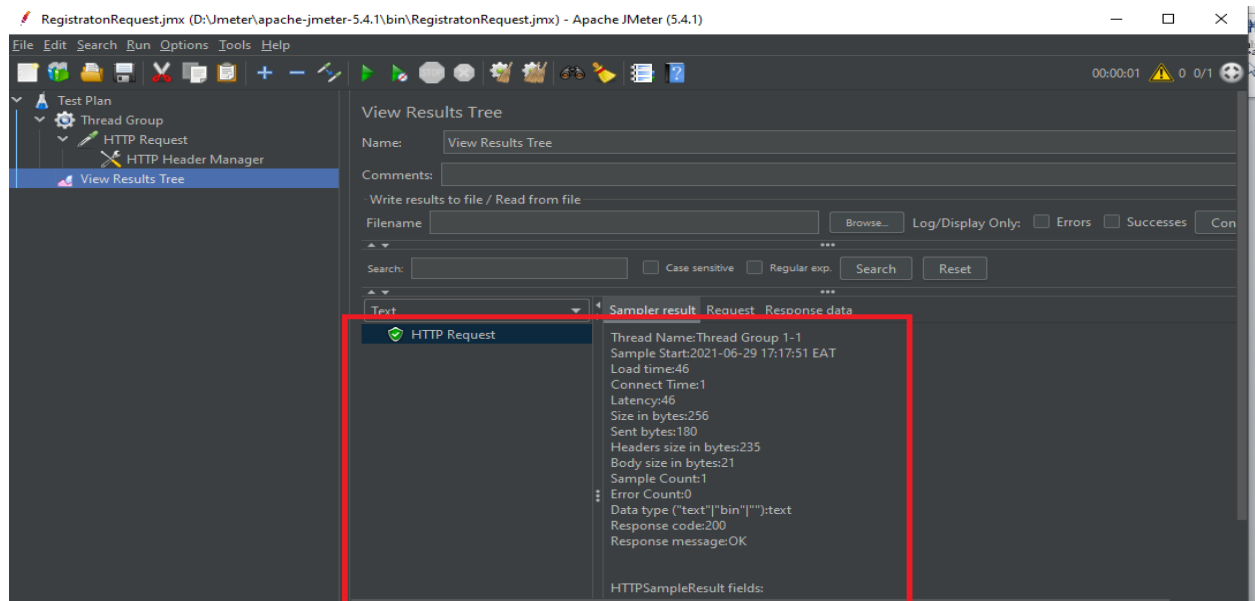 RegistratonRequest.jmx (D:\Jmeter\apache-jmeter-5.4.1\bin\RegistratonRequest.jmx) - Apache JMeter (5.4.1)
File Edit Search Run Options Tools Help
STOP
00:00:01 0 0/1
Test Plan
Thread Group
HTTP Request
HTTP Header Manager
View Results Tree
View Results Tree
Name: View Results Tree
Comments:
Write results to file / Read from file
Filename Browse... Log/Display Only: Errors Successes Con
Search: Case sensitive Regular exp. Search Reset
Text Sampler result Request Response data
HTTP Request
Thread Name:Thread Group 1-1
Sample Start:2021-06-29 17:17:51 EAT
Load time:46
Connect Time:1
Latency:46
Size in bytes:256
Sent bytes:180
Headers size in bytes:235
Body size in bytes:21
Sample Count:1
Error Count:0
Data type ("text"|"bin"|""):text
Response code:200
Response message:OK
HTTPSampleResult fields: